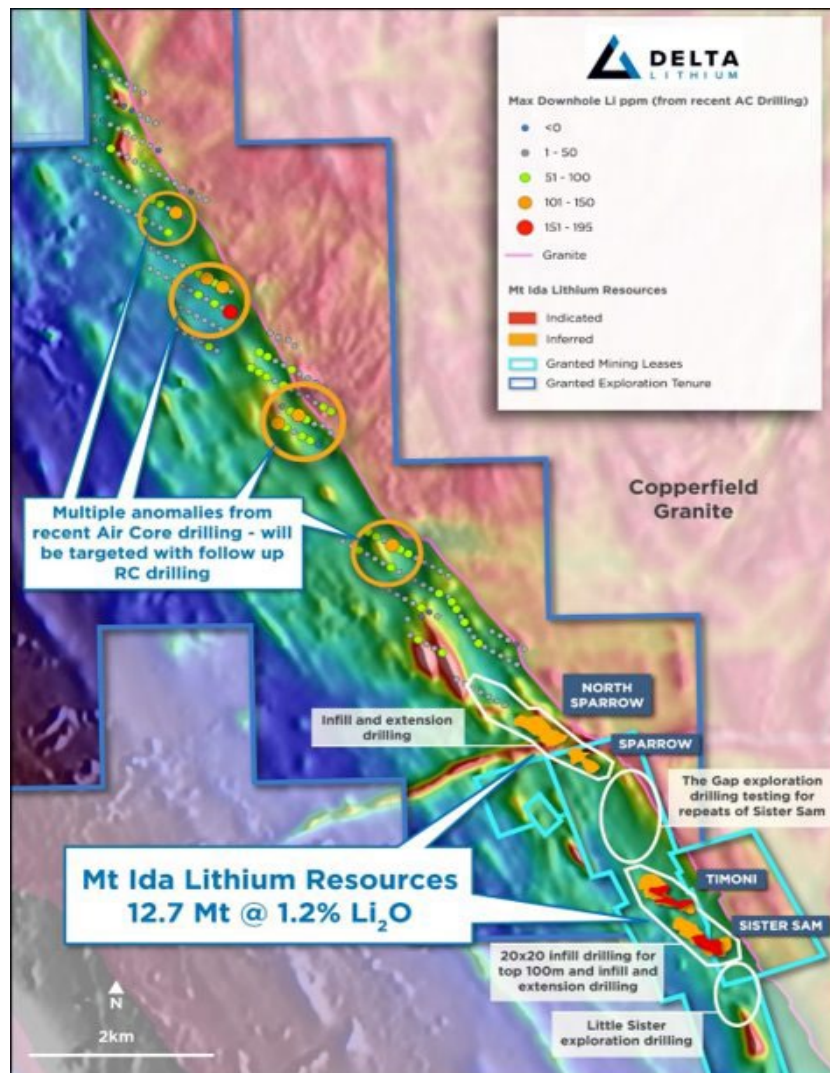 DELTA
LITHIUM
Max Downhole Li ppm (from recent AC Drilling)
<0
1 - 50
51 - 100
101 - 150
151 - 195
Granite
Mt Ida Lithium Resources
Indicated
Inferred
Granted Mining Leases
Granted Exploration Tenure
Copperfield
Granite
Multiple anomalies from
recent Air Core drilling - will
be targeted with follow up
RC drilling
NORTH
SPARROW
Infill and extension
drilling
SPARROW
The Gap exploration
drilling testing for
repeats of Sister Sam
Mt Ida Lithium Resources
12.7 Mt @ 1.2% Li₂O
TIMONI
SISTER SAM
20x20 infill drilling for
top 100m and infill and
extension drilling
Little Sister
exploration drilling
N
2km